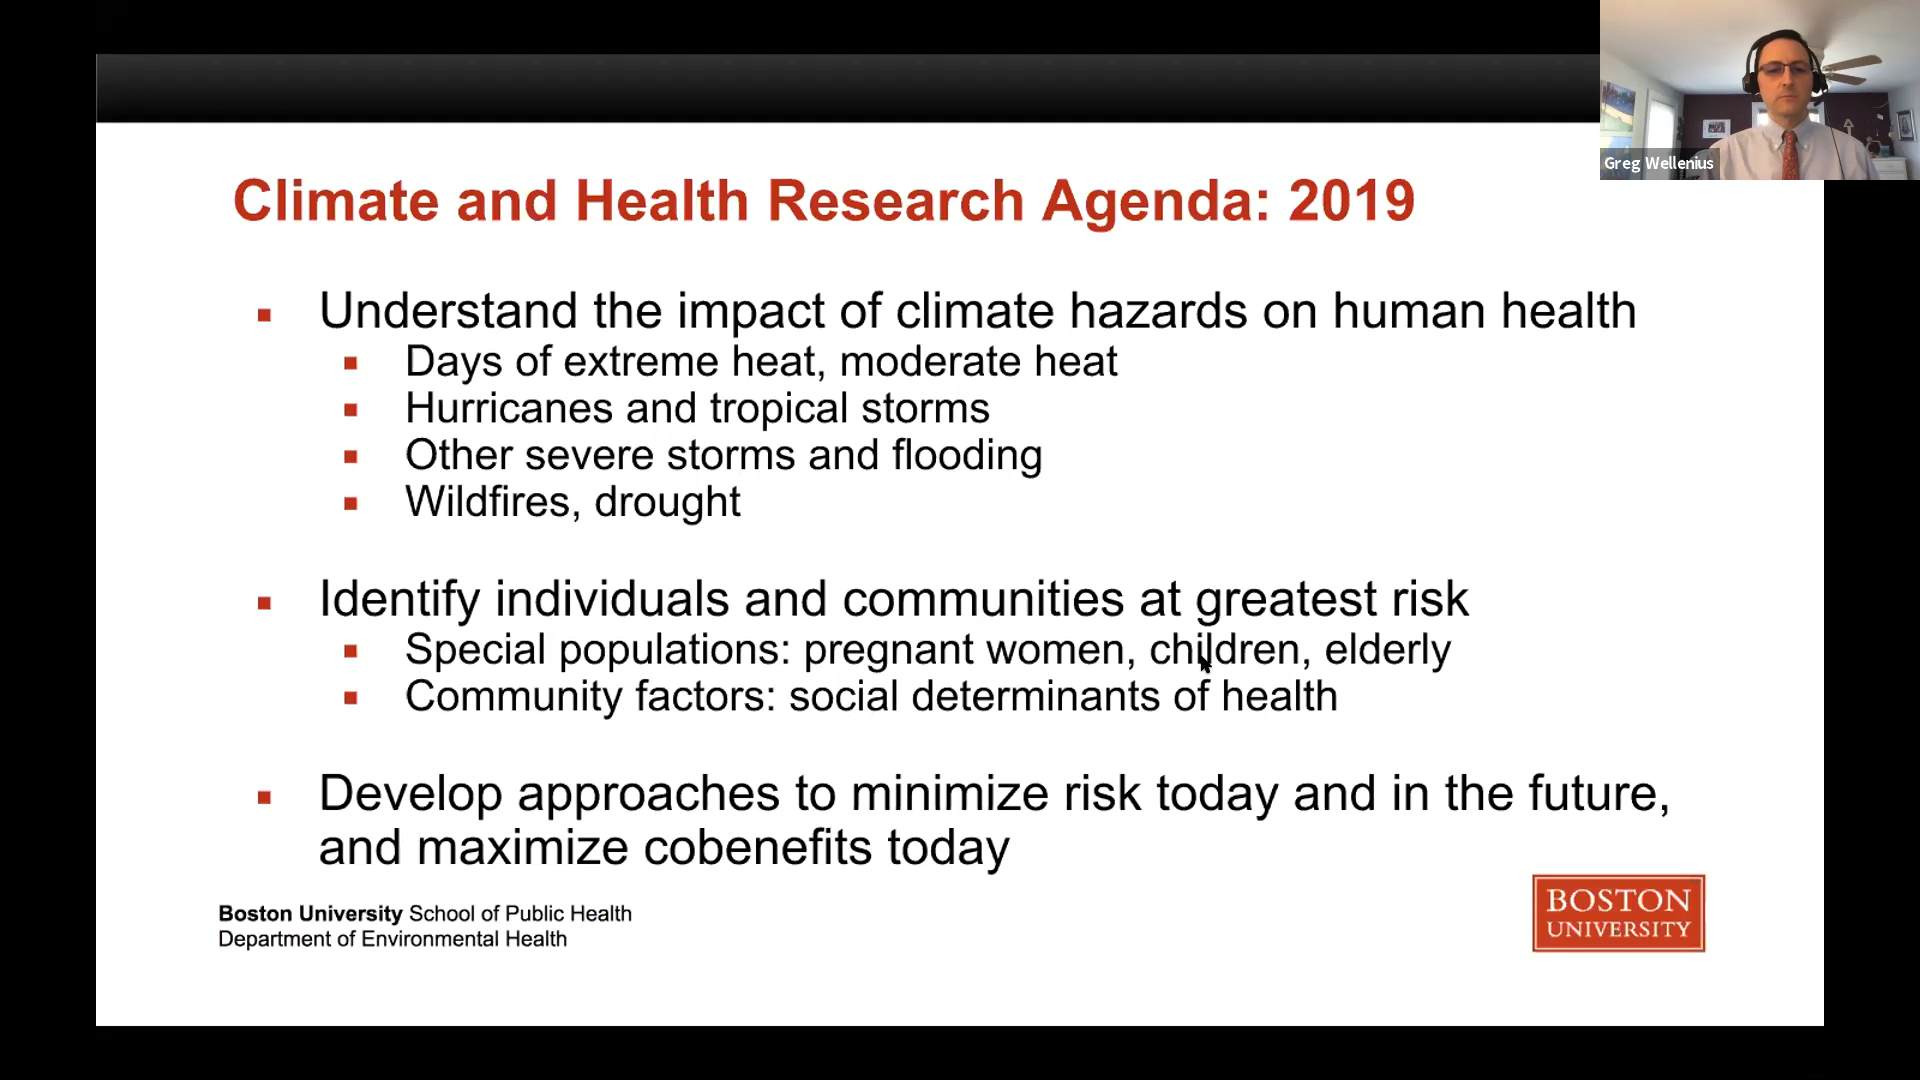 Greg Wellenius
Climate and Health Research Agenda: 2019
Understand the impact of climate hazards on human health
Days of extreme heat, moderate heat
Hurricanes and tropical storms
Other severe storms and flooding
Wildfires, drought
Identify individuals and communities at greatest risk
Special populations: pregnant women, children, elderly
Community factors: social determinants of health
Develop approaches to minimize risk today and in the future,
and maximize cobenefits today
Boston University School of Public Health
Department of Environmental Health
BOSTON
UNIVERSITY